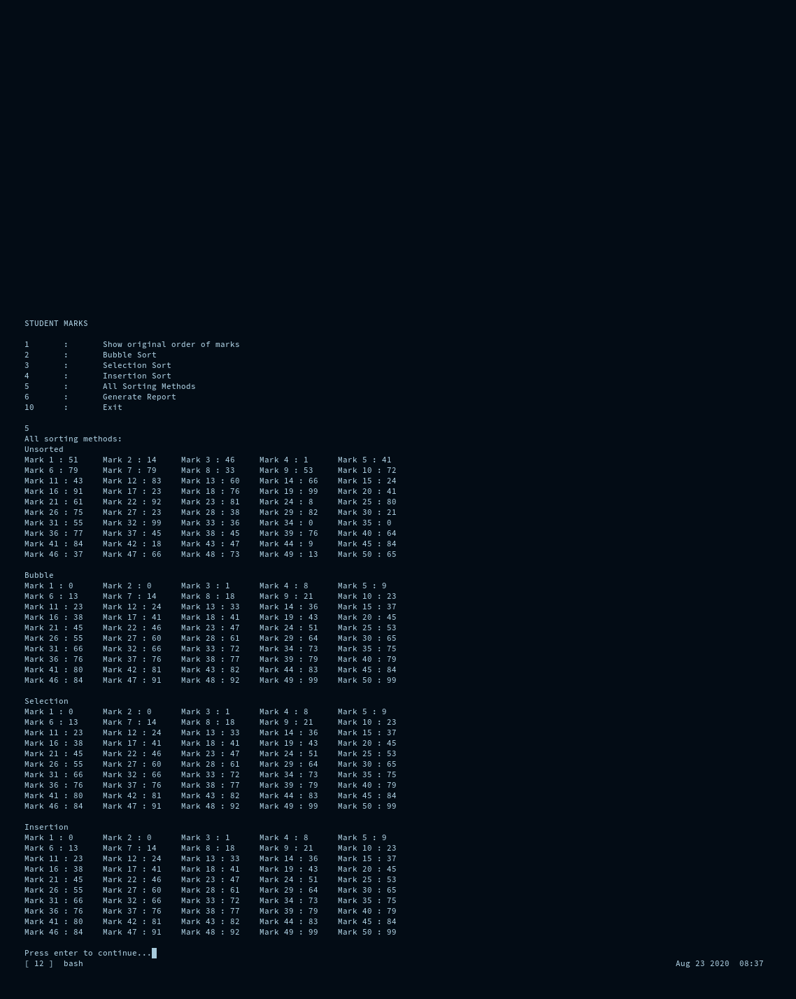 STUDENT MARKS
1 : Show original order of marks
2 : Bubble Sort
3 : Selection Sort
4 : Insertion Sort
5 : All Sorting Methods
6 : Generate Report
10 : Exit
5
All sorting methods:
Unsorted
Mark 1 : 51 Mark 2 : 14 Mark 3 : 46 Mark 4 : 1 Mark 5 : 41
Mark 6 : 79 Mark 7 : 79 Mark 8 : 33 Mark 9 : 53 Mark 10 : 72
Mark 11 : 43 Mark 12 : 83 Mark 13 : 60 Mark 14 : 66 Mark 15 : 24
Mark 16 : 91 Mark 17 : 23 Mark 18 : 76 Mark 19 : 99 Mark 20 : 41
Mark 21 : 61 Mark 22 : 92 Mark 23 : 81 Mark 24 : 8 Mark 25 : 80
Mark 26 : 75 Mark 27 : 23 Mark 28 : 38 Mark 29 : 82 Mark 30 : 21
Mark 31 : 55 Mark 32 : 99 Mark 33 : 36 Mark 34 : 0 Mark 35 : 0
Mark 36 : 77 Mark 37 : 45 Mark 38 : 45 Mark 39 : 76 Mark 40 : 64
Mark 41 : 84 Mark 42 : 18 Mark 43 : 47 Mark 44 : 9 Mark 45 : 84
Mark 46 : 37 Mark 47 : 66 Mark 48 : 73 Mark 49 : 13 Mark 50 : 65
Bubble
Mark 1 : 0 Mark 2 : 0 Mark 3 : 1 Mark 4 : 8 Mark 5 : 9
Mark 6 : 13 Mark 7 : 14 Mark 8 : 18 Mark 9 : 21 Mark 10 : 23
Mark 11 : 23 Mark 12 : 24 Mark 13 : 33 Mark 14 : 36 Mark 15 : 37
Mark 16 : 38 Mark 17 : 41 Mark 18 : 41 Mark 19 : 43 Mark 20 : 45
Mark 21 : 45 Mark 22 : 46 Mark 23 : 47 Mark 24 : 51 Mark 25 : 53
Mark 26 : 55 Mark 27 : 60 Mark 28 : 61 Mark 29 : 64 Mark 30 : 65
Mark 31 : 66 Mark 32 : 66 Mark 33 : 72 Mark 34 : 73 Mark 35 : 75
Mark 36 : 76 Mark 37 : 76 Mark 38 : 77 Mark 39 : 79 Mark 40 : 79
Mark 41 : 80 Mark 42 : 81 Mark 43 : 82 Mark 44 : 83 Mark 45 : 84
Mark 46 : 84 Mark 47 : 91 Mark 48 : 92 Mark 49 : 99 Mark 50 : 99
Selection
Mark 1 : 0 Mark 2 : 0 Mark 3 : 1 Mark 4 : 8 Mark 5 : 9
Mark 6 : 13 Mark 7 : 14 Mark 8 : 18 Mark 9 : 21 Mark 10 : 23
Mark 11 : 23 Mark 12 : 24 Mark 13 : 33 Mark 14 : 36 Mark 15 : 37
Mark 16 : 38 Mark 17 : 41 Mark 18 : 41 Mark 19 : 43 Mark 20 : 45
Mark 21 : 45 Mark 22 : 46 Mark 23 : 47 Mark 24 : 51 Mark 25 : 53
Mark 26 : 55 Mark 27 : 60 Mark 28 : 61 Mark 29 : 64 Mark 30 : 65
Mark 31 : 66 Mark 32 : 66 Mark 33 : 72 Mark 34 : 73 Mark 35 : 75
Mark 36 : 76 Mark 37 : 76 Mark 38 : 77 Mark 39 : 79 Mark 40 : 79
Mark 41 : 80 Mark 42 : 81 Mark 43 : 82 Mark 44 : 83 Mark 45 : 84
Mark 46 : 84 Mark 47 : 91 Mark 48 : 92 Mark 49 : 99 Mark 50 : 99
Insertion
Mark 1 : 0 Mark 2 : 0 Mark 3 : 1 Mark 4 : 8 Mark 5 : 9
Mark 6 : 13 Mark 7 : 14 Mark 8 : 18 Mark 9 : 21 Mark 10 : 23
Mark 11 : 23 Mark 12 : 24 Mark 13 : 33 Mark 14 : 36 Mark 15 : 37
Mark 16 : 38 Mark 17 : 41 Mark 18 : 41 Mark 19 : 43 Mark 20 : 45
Mark 21 : 45 Mark 22 : 46 Mark 23 : 47 Mark 24 : 51 Mark 25 : 53
Mark 26 : 55 Mark 27 : 60 Mark 28 : 61 Mark 29 : 64 Mark 30 : 65
Mark 31 : 66 Mark 32 : 66 Mark 33 : 72 Mark 34 : 73 Mark 35 : 75
Mark 36 : 76 Mark 37 : 76 Mark 38 : 77 Mark 39 : 79 Mark 40 : 79
Mark 41 : 80 Mark 42 : 81 Mark 43 : 82 Mark 44 : 83 Mark 45 : 84
Mark 46 : 84 Mark 47 : 91 Mark 48 : 92 Mark 49 : 99 Mark 50 : 99
Press enter to continue...
[ 12 ] bash Aug 23 2020 08:37